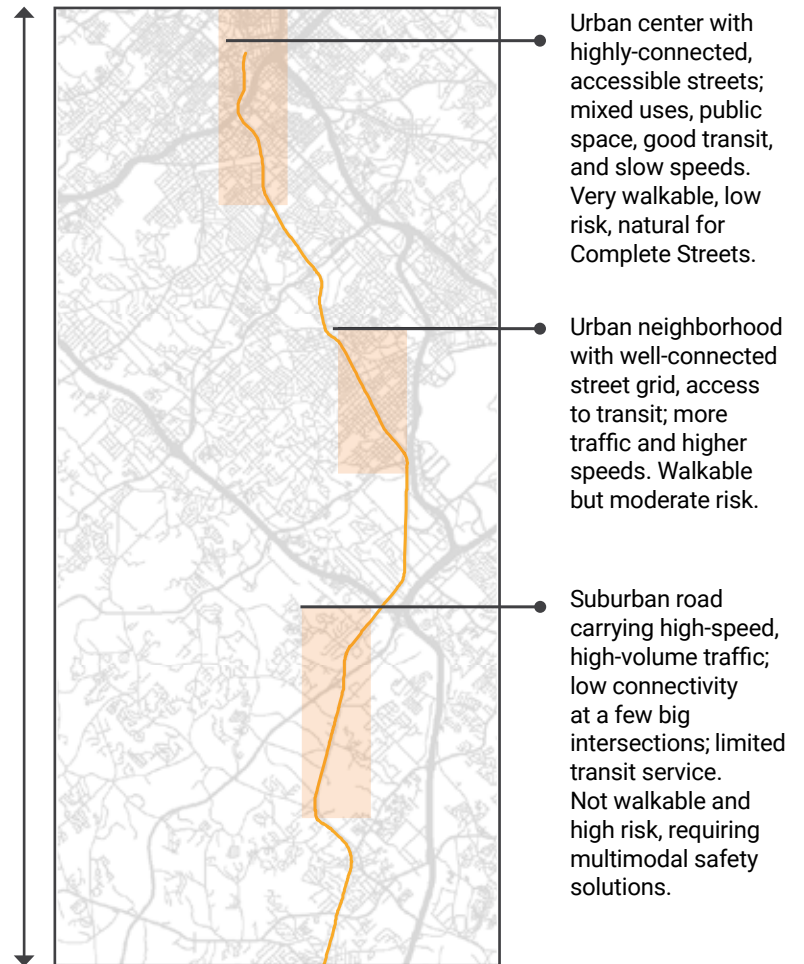 Urban center with
highly-connected,
accessible streets;
mixed uses, public
space, good transit,
and slow speeds.
Very walkable, low
risk, natural for
Complete Streets.
Urban neighborhood
with well-connected
street grid, access
to transit; more
traffic and higher
speeds. Walkable
but moderate risk.
Suburban road
carrying high-speed,
high-volume traffic;
low connectivity
at a few big
intersections; limited
transit service.
Not walkable and
high risk, requiring
multimodal safety
solutions.